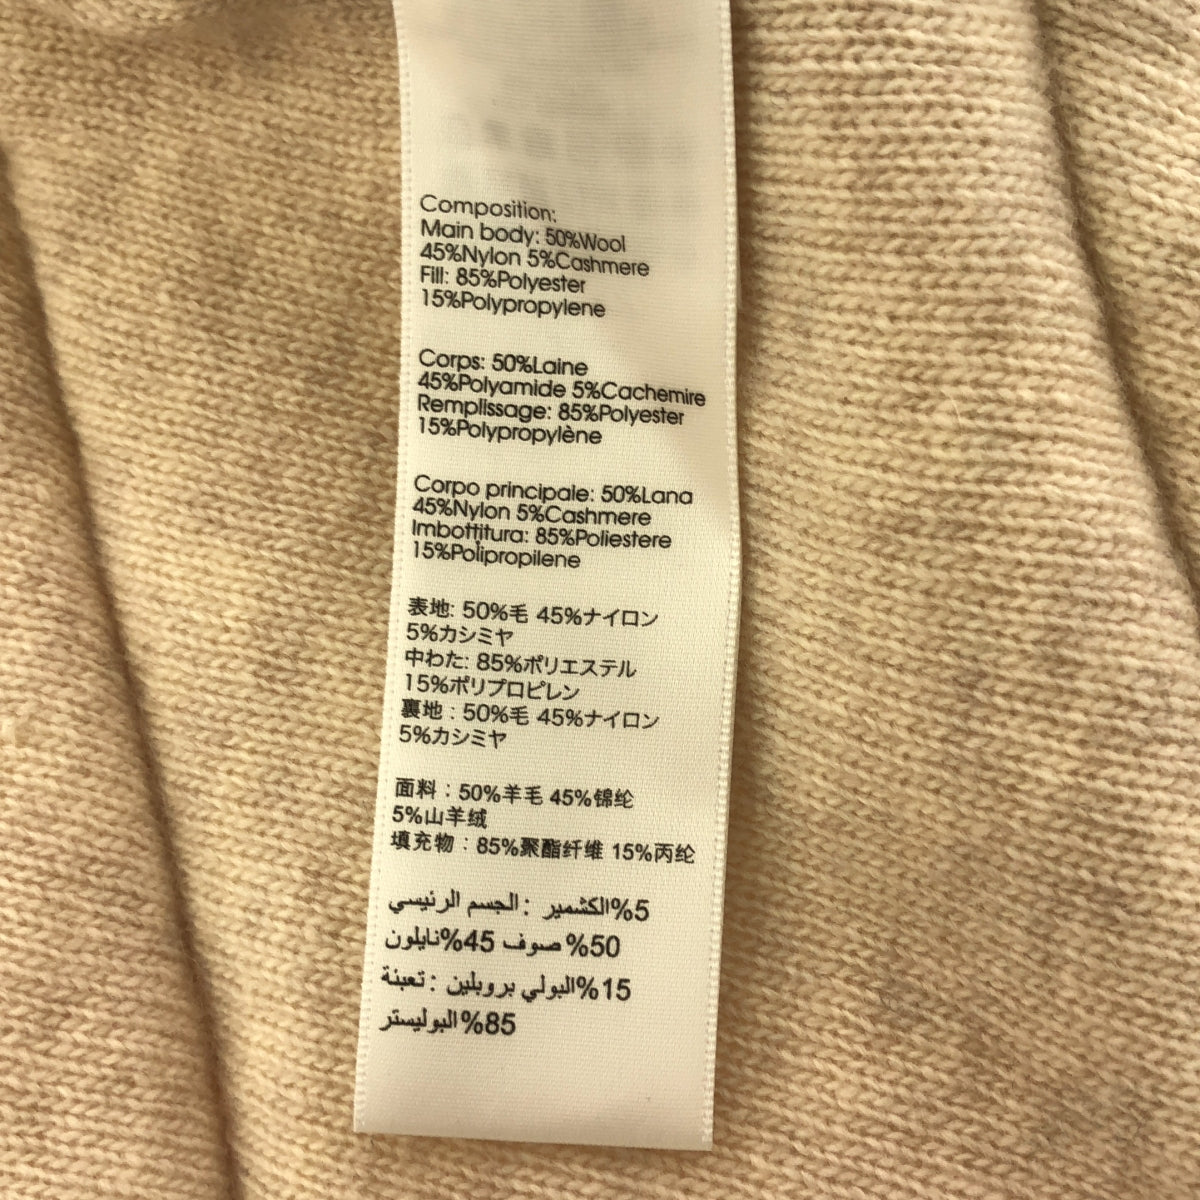 Composition:
Main body: 50%Wool
45%Nylon 5%Cashmere
Fill: 85%Polyester
15%Polypropylene
Corps: 50%Laine
45%Polyamide 5%Cachemire
Remplissage: 85%Polyester
15%Polypropylène
Corpo principale: 50%Lana
45%Nylon 5%Cashmere
Imbottitura: 85%Poliestere
15%Polipropilene
表地: 50%毛 45%ナイロン
5%カシミヤ
中わた: 85%ポリエステル
15%ポリプロピレン
裏地：50%毛 45%ナイロン
5%カシミヤ
面料：50%羊毛 45%锦纶
5%山羊绒
填充物：85%聚酯纤维 15%丙纶
5%الكشمير : الجسم الرئيسي
50% صوف 45%نايلون
15%البولي بروبلين : تعبئة
85%البوليستر